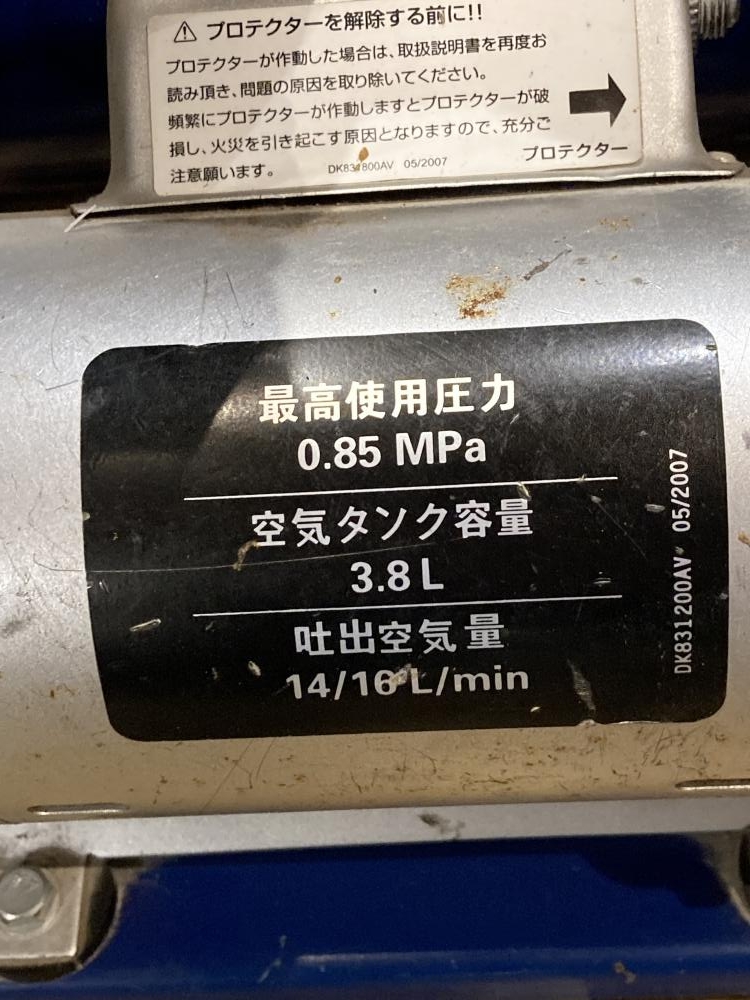 ⚠ プロテクターを解除する前に!!
プロテクターが作動した場合は、取扱説明書を再度お
読み頂き、問題の原因を取り除いてください。
頻繁にプロテクターが作動しますとプロテクターが破
損し、火災を引き起こす原因となりますので、充分ご
注意願います。
DK831800AV 05/2007
プロテクター
最高使用圧力
0.85 MPa
空気タンク容量
3.8 L
吐出空気量
14/16 L/min
DK831200AV 05/2007